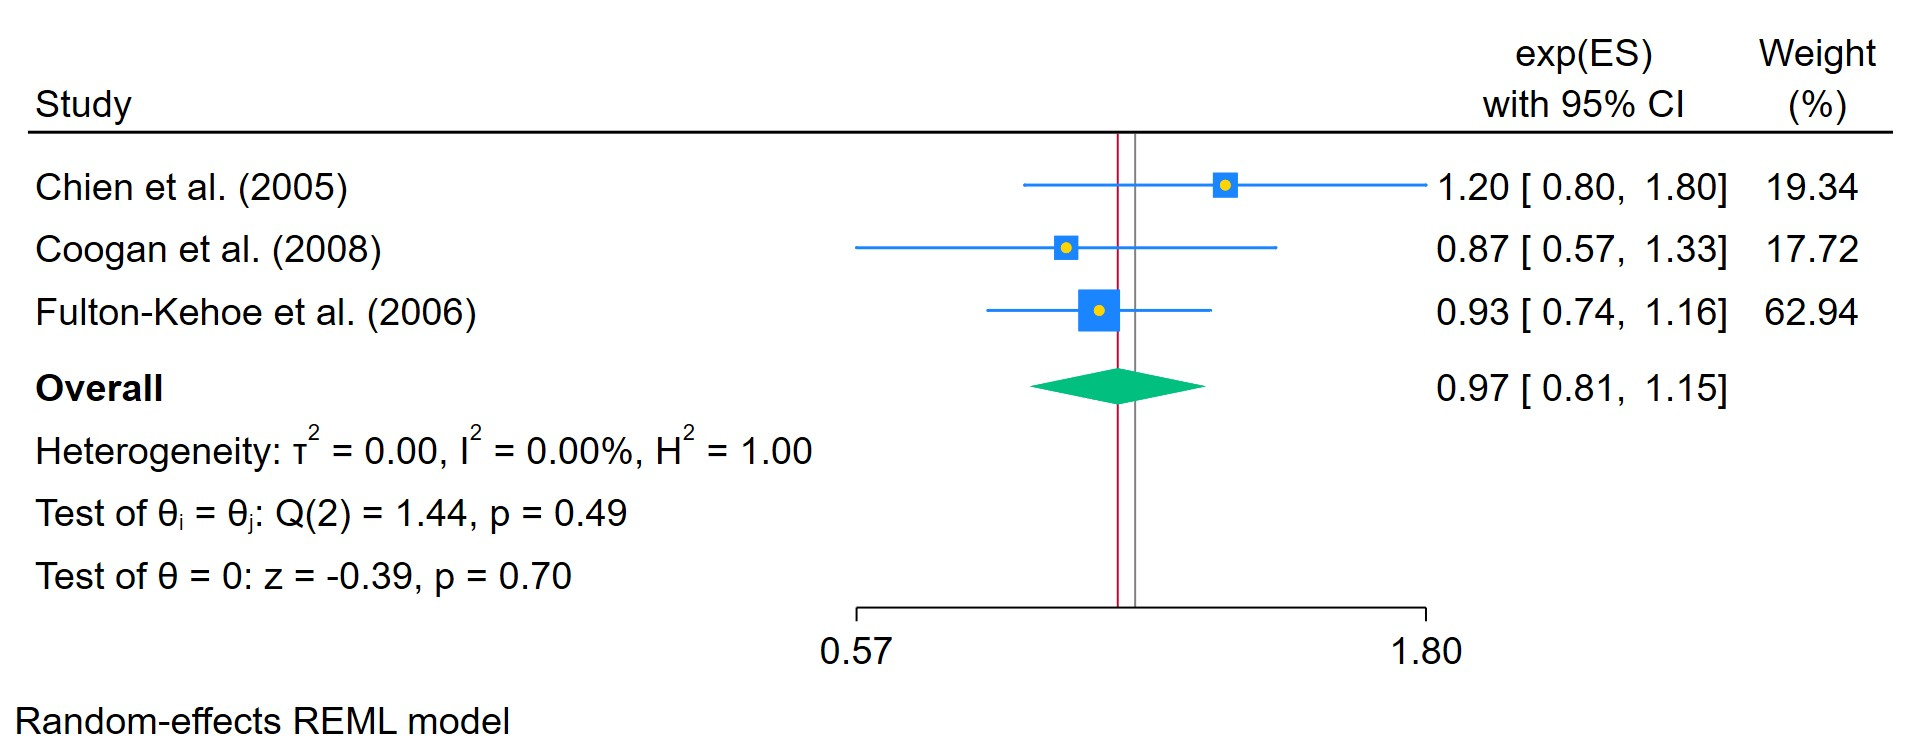 exp(ES) Weight
Study with 95% CI (%)
Chien et al. (2005) 1.20 [ 0.80, 1.80] 19.34
Coogan et al. (2008) 0.87 [ 0.57, 1.33] 17.72
Fulton-Kehoe et al. (2006) 0.93 [ 0.74, 1.16] 62.94
Overall 0.97 [ 0.81, 1.15]
Heterogeneity: τ² = 0.00, I² = 0.00%, H² = 1.00
Test of θᵢ = θⱼ: Q(2) = 1.44, p = 0.49
Test of θ = 0: z = -0.39, p = 0.70
0.57 1.80
Random-effects REML model